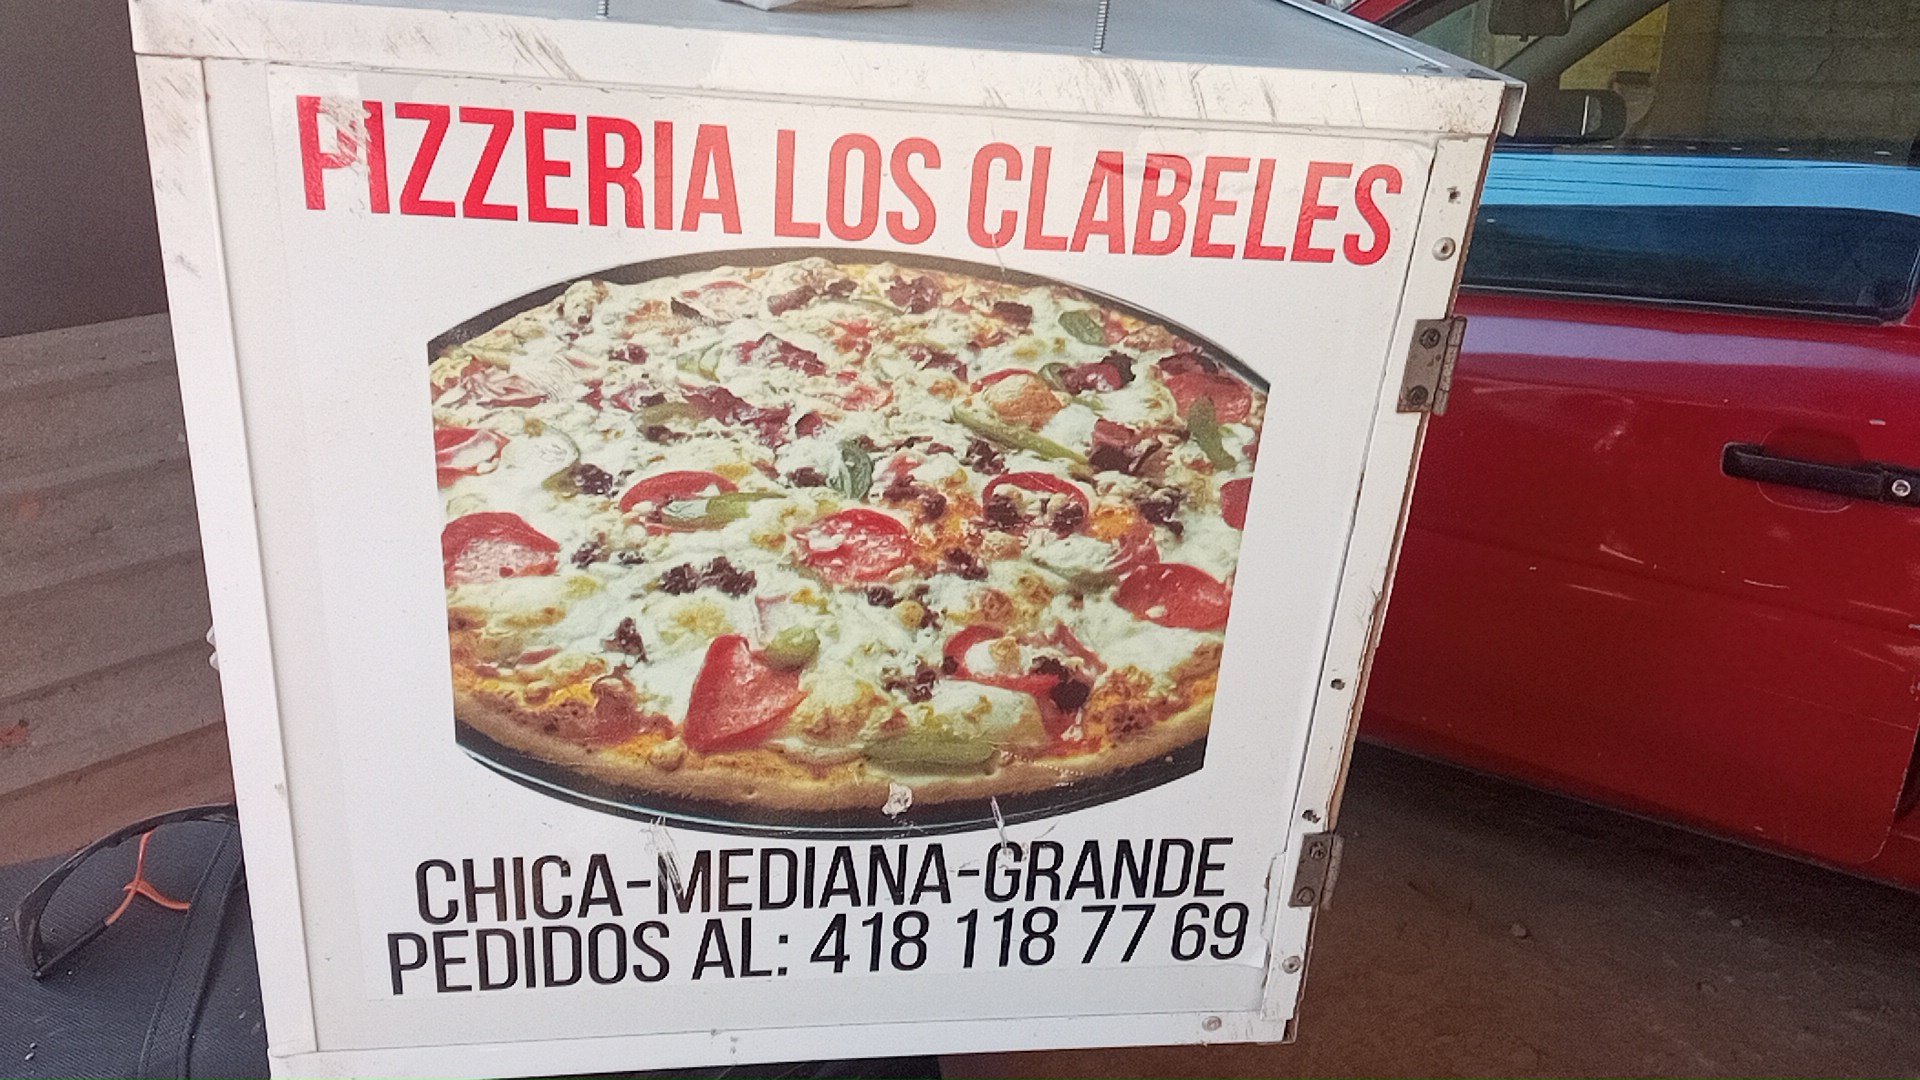 PIZZERIA LOS CLABELES
CHICA-MEDIANA-GRANDE
PEDIDOS AL: 418 118 77 69